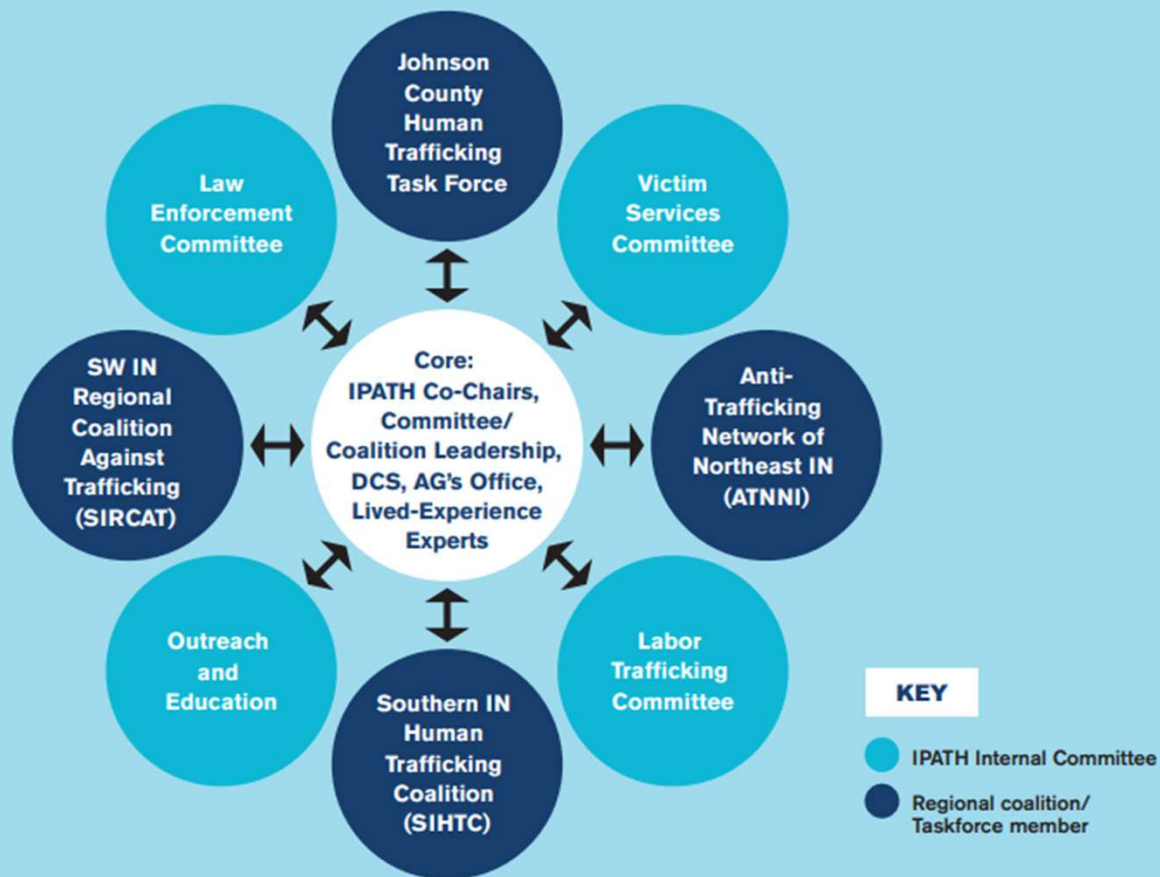 Johnson
County
Human
Trafficking
Task Force
Law
Enforcement
Committee
Victim
Services
Committee
SW IN
Regional
Coalition
Against
Trafficking
(SIRCAT)
Core:
IPATH Co-Chairs,
Committee/
Coalition Leadership,
DCS, AG’s Office,
Lived-Experience
Experts
Anti-
Trafficking
Network of
Northeast IN
(ATNNI)
Outreach
and
Education
Southern IN
Human
Trafficking
Coalition
(SIHTC)
Labor
Trafficking
Committee
KEY
IPATH Internal Committee
Regional coalition/
Taskforce member